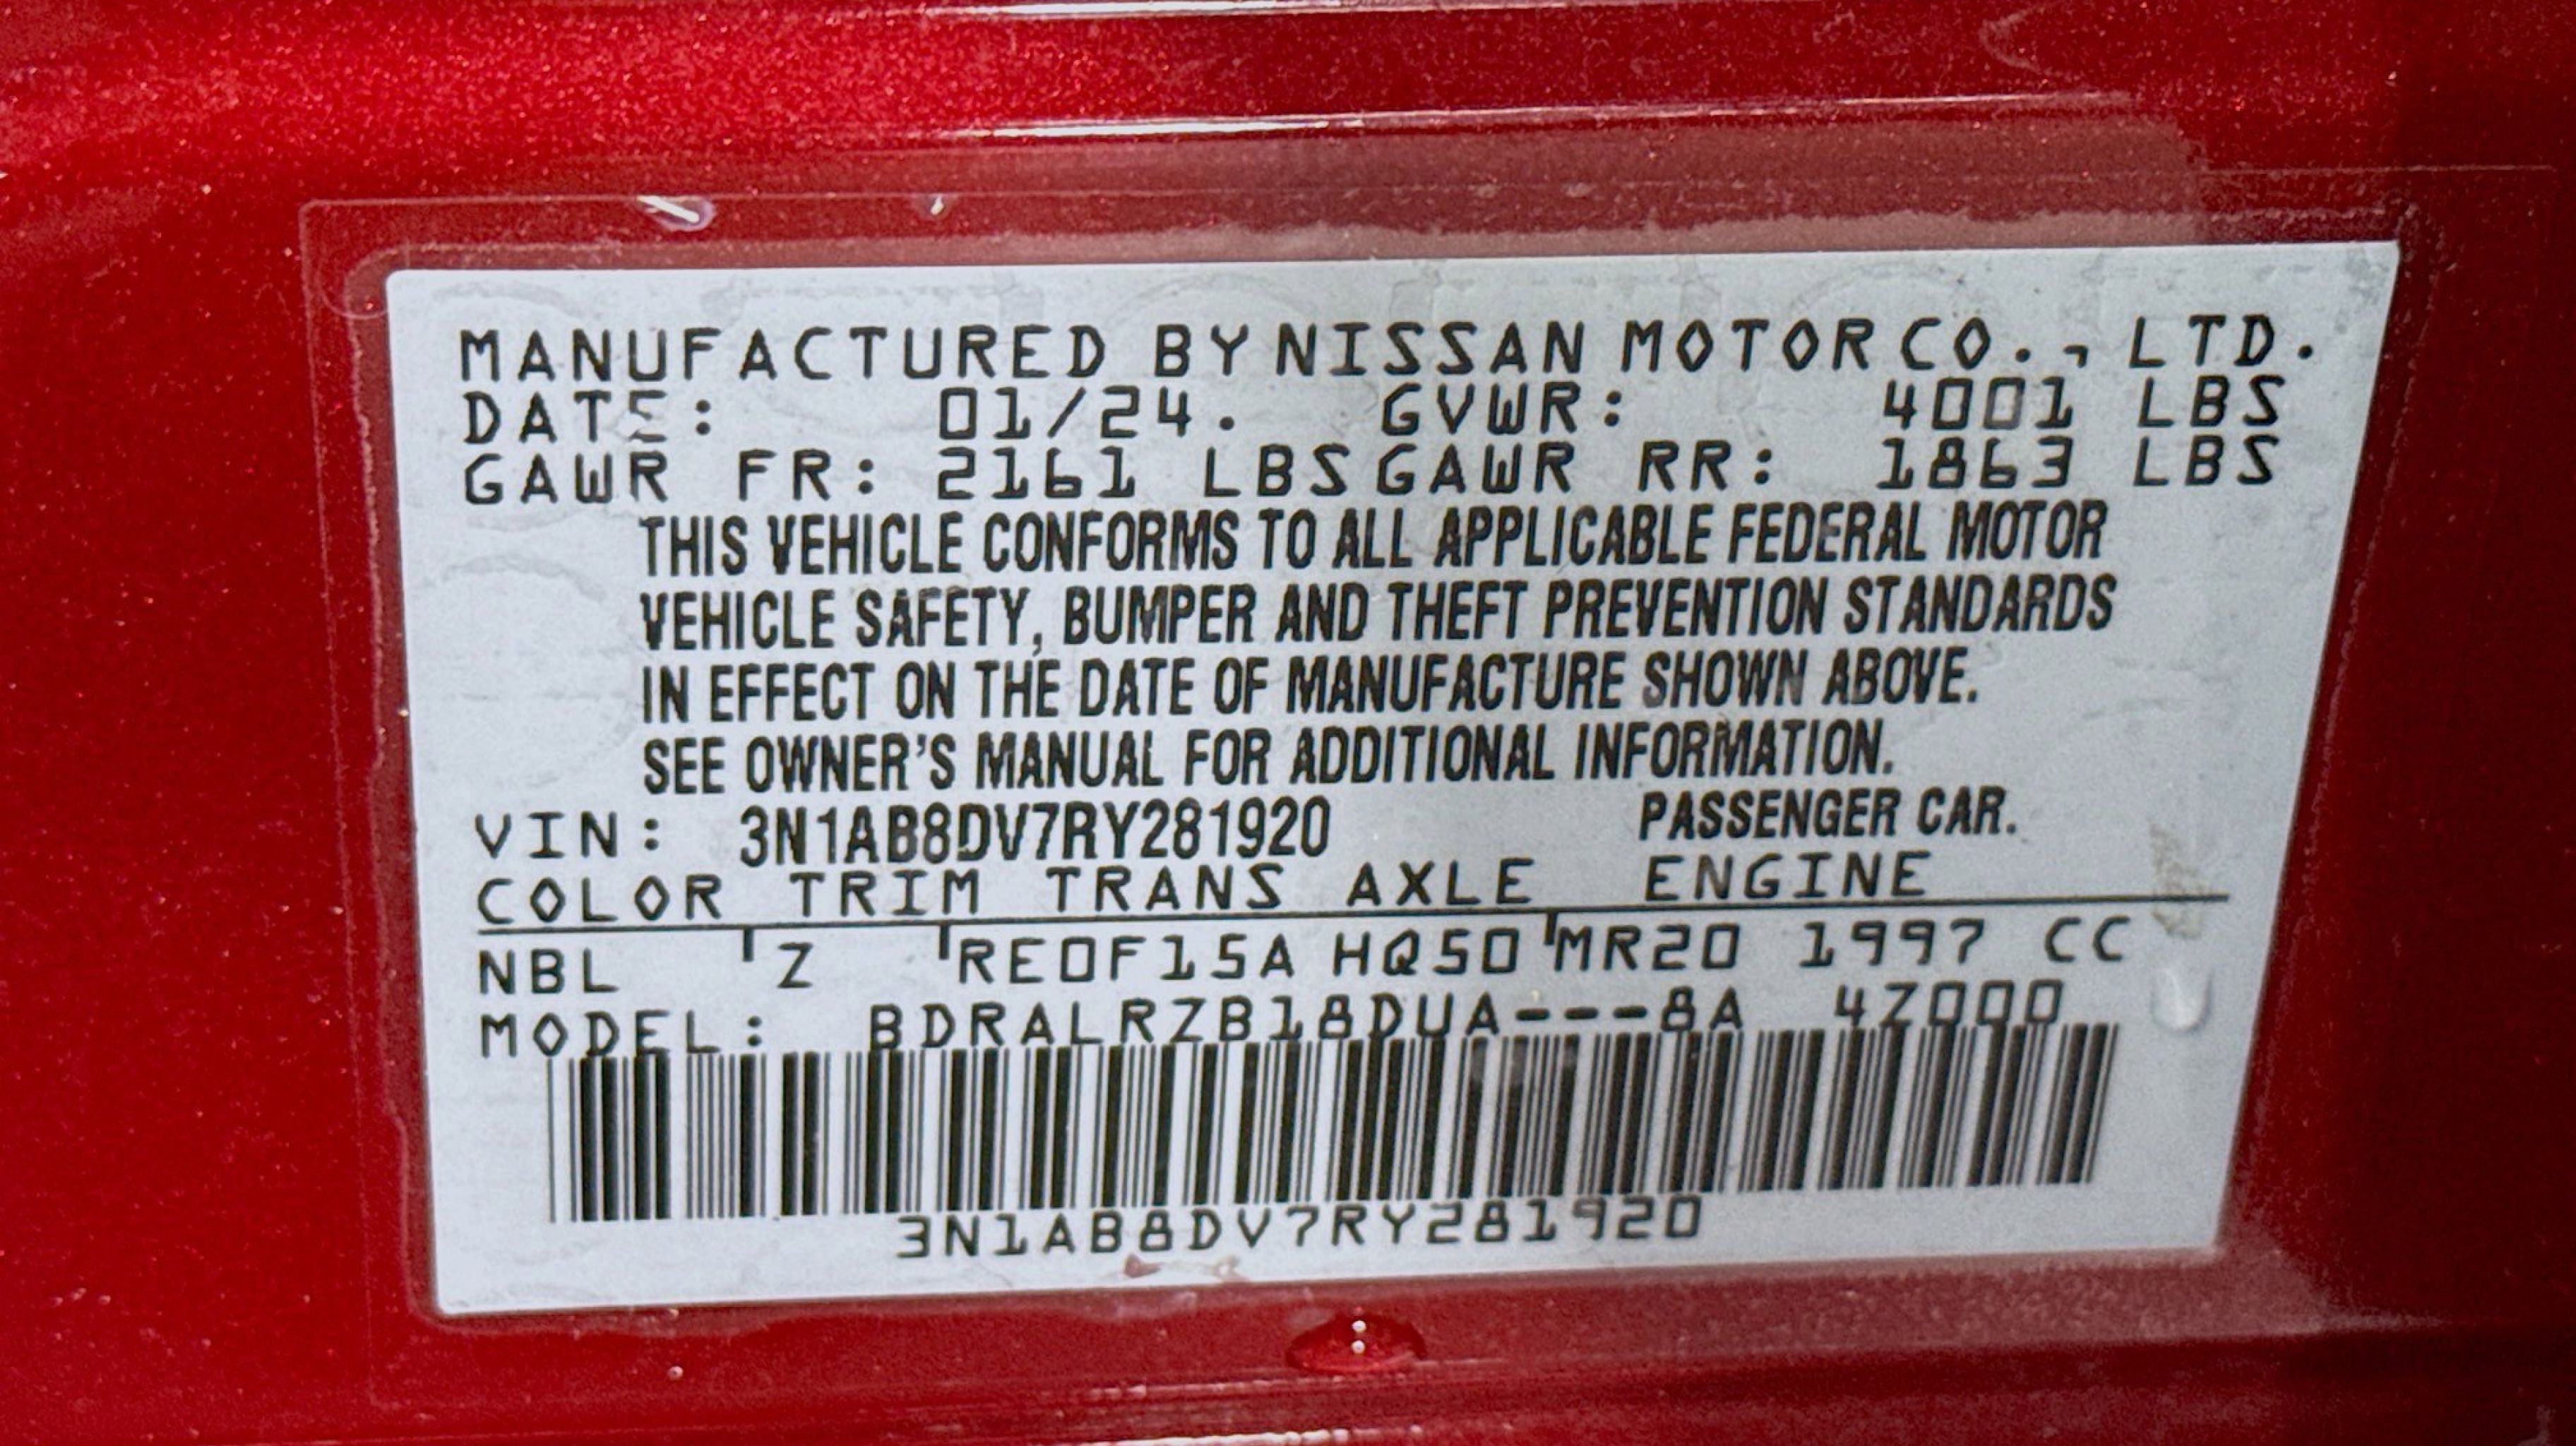 MANUFACTURED BY NISSAN MOTOR CO., LTD.
DATE: 01/24. GVWR: 4001 LBS
GAWR FR: 2161 LBS GAWR RR: 1863 LBS
THIS VEHICLE CONFORMS TO ALL APPLICABLE FEDERAL MOTOR
VEHICLE SAFETY, BUMPER AND THEFT PREVENTION STANDARDS
IN EFFECT ON THE DATE OF MANUFACTURE SHOWN ABOVE.
SEE OWNER'S MANUAL FOR ADDITIONAL INFORMATION.
VIN: 3N1AB8DV7RY281920 PASSENGER CAR.
COLOR TRIM TRANS AXLE ENGINE
NBL Z RE0F15A HQ50 MR20 1997 CC
MODEL: BDRALRZB18DUA---8A 4Z000
3N1AB8DV7RY281920